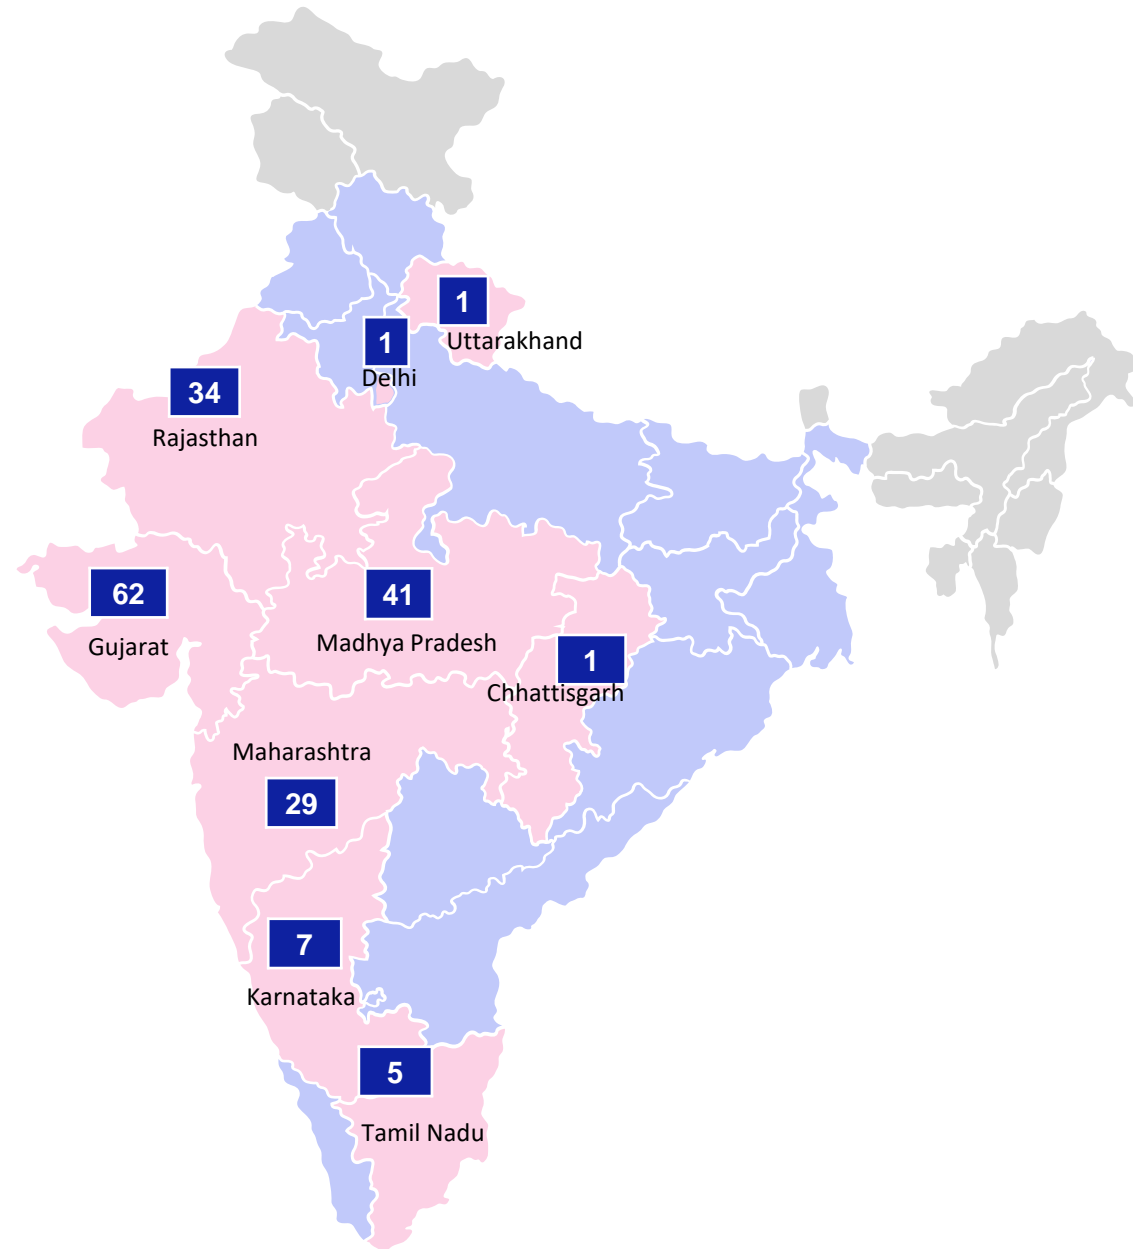 1
Uttarakhand
1
Delhi
34
Rajasthan
62
Gujarat
41
Madhya Pradesh
1
Chhattisgarh
Maharashtra
29
7
Karnataka
5
Tamil Nadu